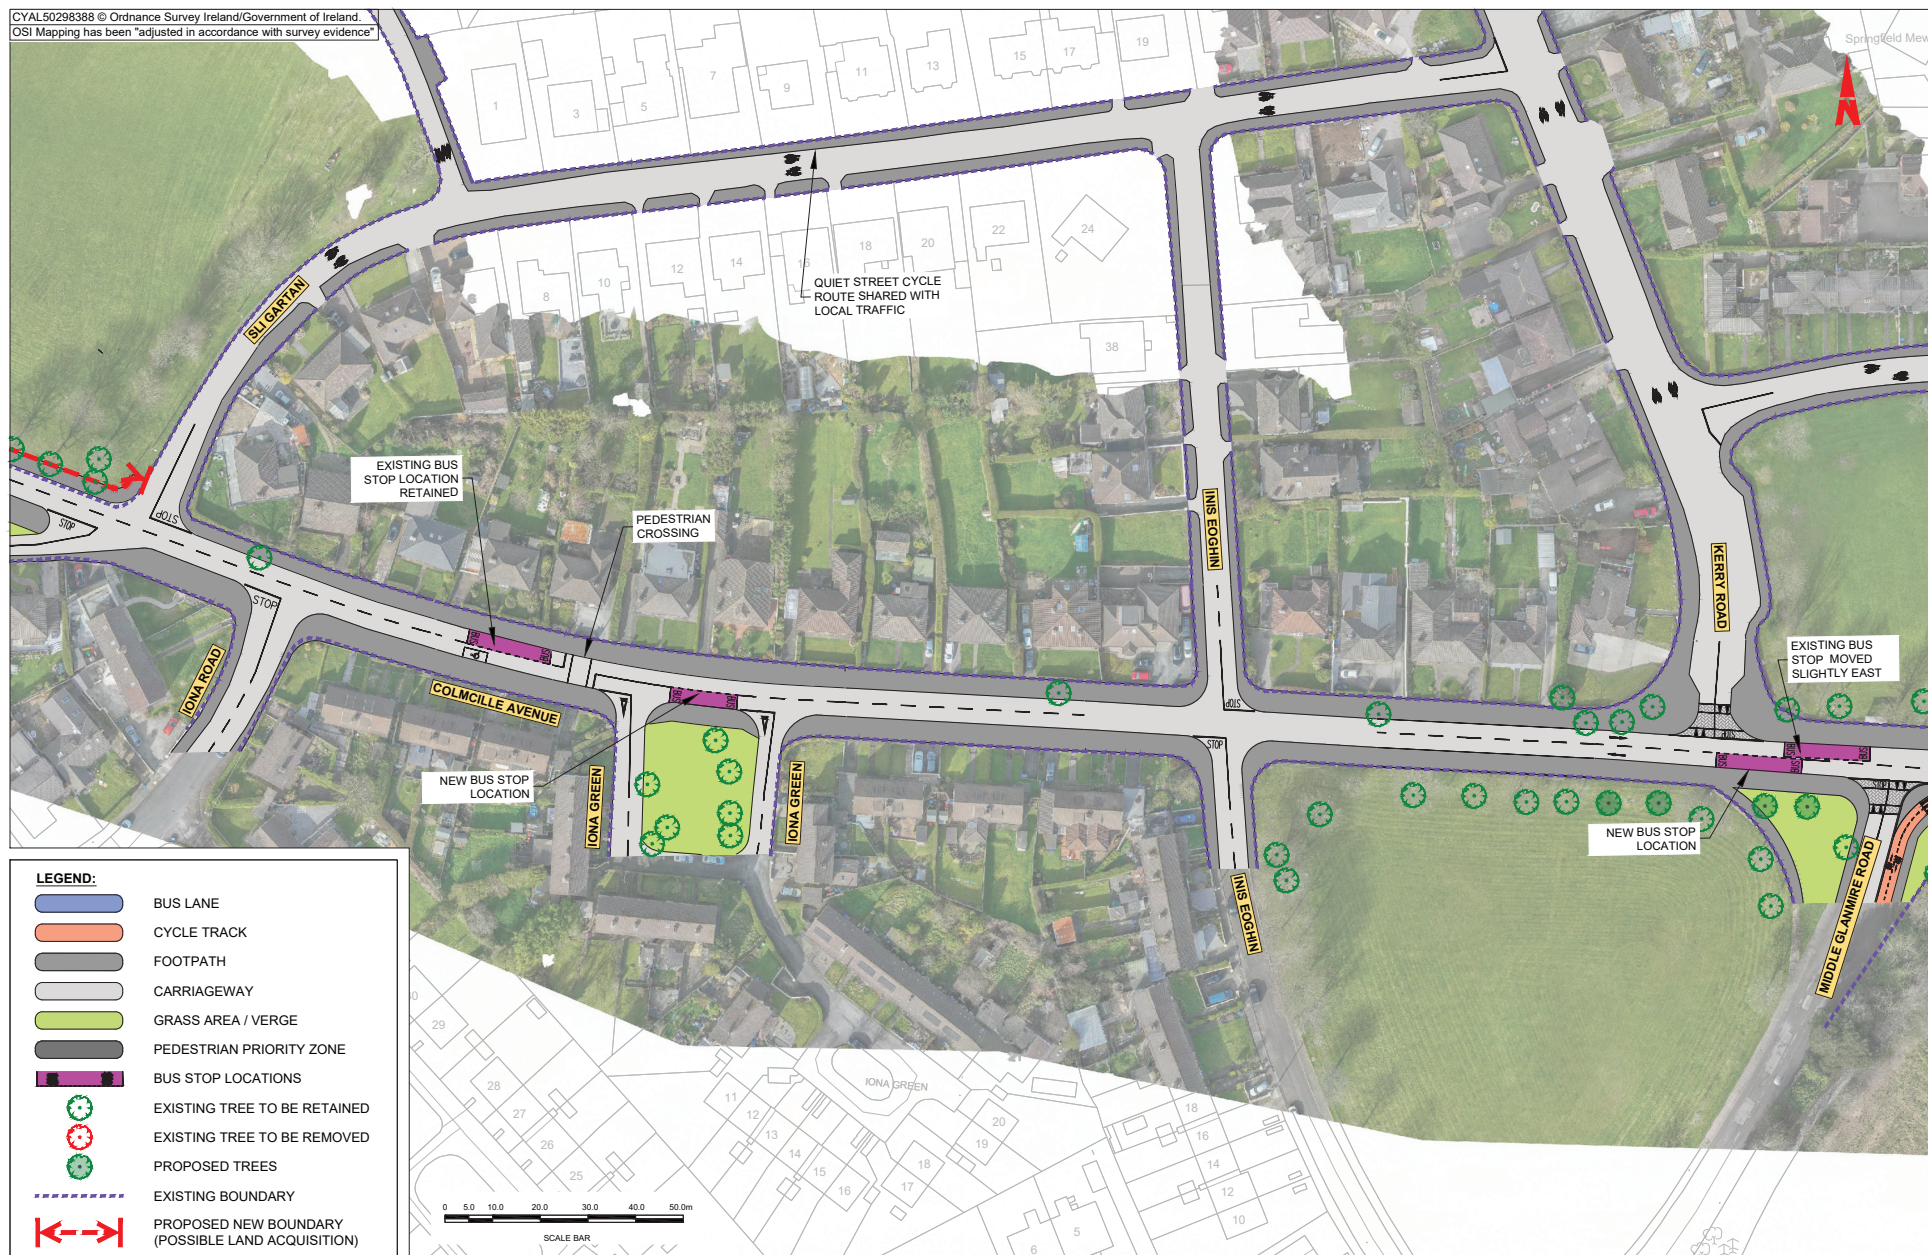 CYAL50298388 © Ordnance Survey Ireland/Government of Ireland.
OSI Mapping has been "adjusted in accordance with survey evidence"
1
3
5
7
9
11
13
15
17
19
N
SLI GARTAN
6
8
10
12
14
16
18
20
22
24
38
QUIET STREET CYCLE
ROUTE SHARED WITH
LOCAL TRAFFIC
EXISTING BUS
STOP LOCATION
RETAINED
PEDESTRIAN
CROSSING
INIS EOGHIN
KERRY ROAD
STOP
STOP
STOP
IONA ROAD
COLMCILLE AVENUE
BUS
BUS
STOP
STOP
EXISTING BUS
STOP MOVED
SLIGHTLY EAST
NEW BUS STOP
LOCATION
IONA GREEN
IONA GREEN
INIS EOGHIN
NEW BUS STOP
LOCATION
MIDDLE GLANMIRE ROAD
LEGEND:
BUS LANE
CYCLE TRACK
FOOTPATH
CARRIAGEWAY
GRASS AREA / VERGE
PEDESTRIAN PRIORITY ZONE
BUS STOP LOCATIONS
EXISTING TREE TO BE RETAINED
EXISTING TREE TO BE REMOVED
PROPOSED TREES
EXISTING BOUNDARY
PROPOSED NEW BOUNDARY
(POSSIBLE LAND ACQUISITION)
29
28
27
26
25
11
12
13
14
15
16
17
18
19
20
IONA GREEN
18
16
14
12
10
5
6
0 5.0 10.0 20.0 30.0 40.0 50.0m
SCALE BAR